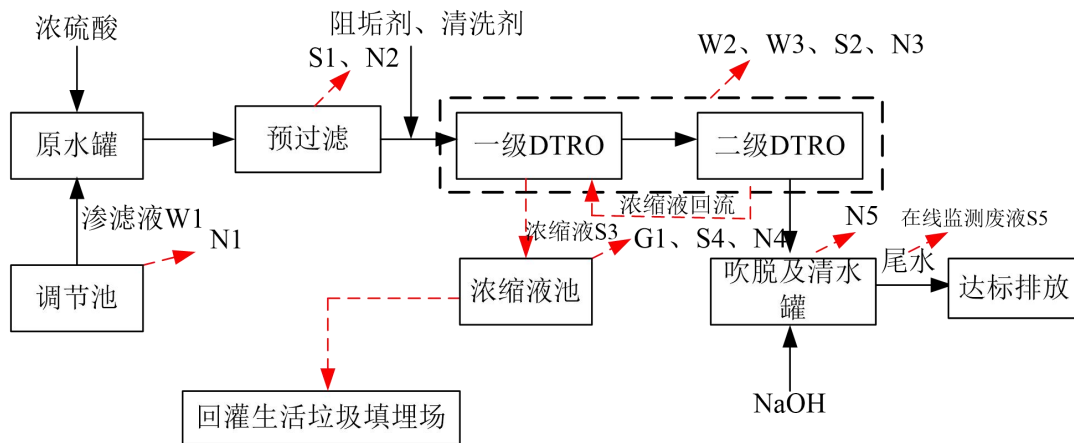 浓硫酸
阻垢剂、清洗剂
S1、N2
W2、W3、S2、N3
原水罐
预过滤
一级DTRO
二级DTRO
渗滤液W1
N1
浓缩液回流
浓缩液S3
G1、S4、N4
N5
在线监测废液S5
调节池
浓缩液池
吹脱及清水
罐
尾水
达标排放
回灌生活垃圾填埋场
NaOH